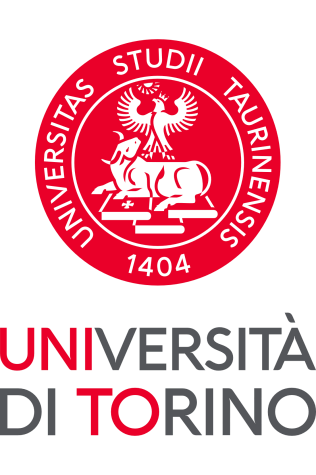 UNIVERSITAS STUDII TAURINENSIS
1404
UNIVERSITÀ
DI TORINO